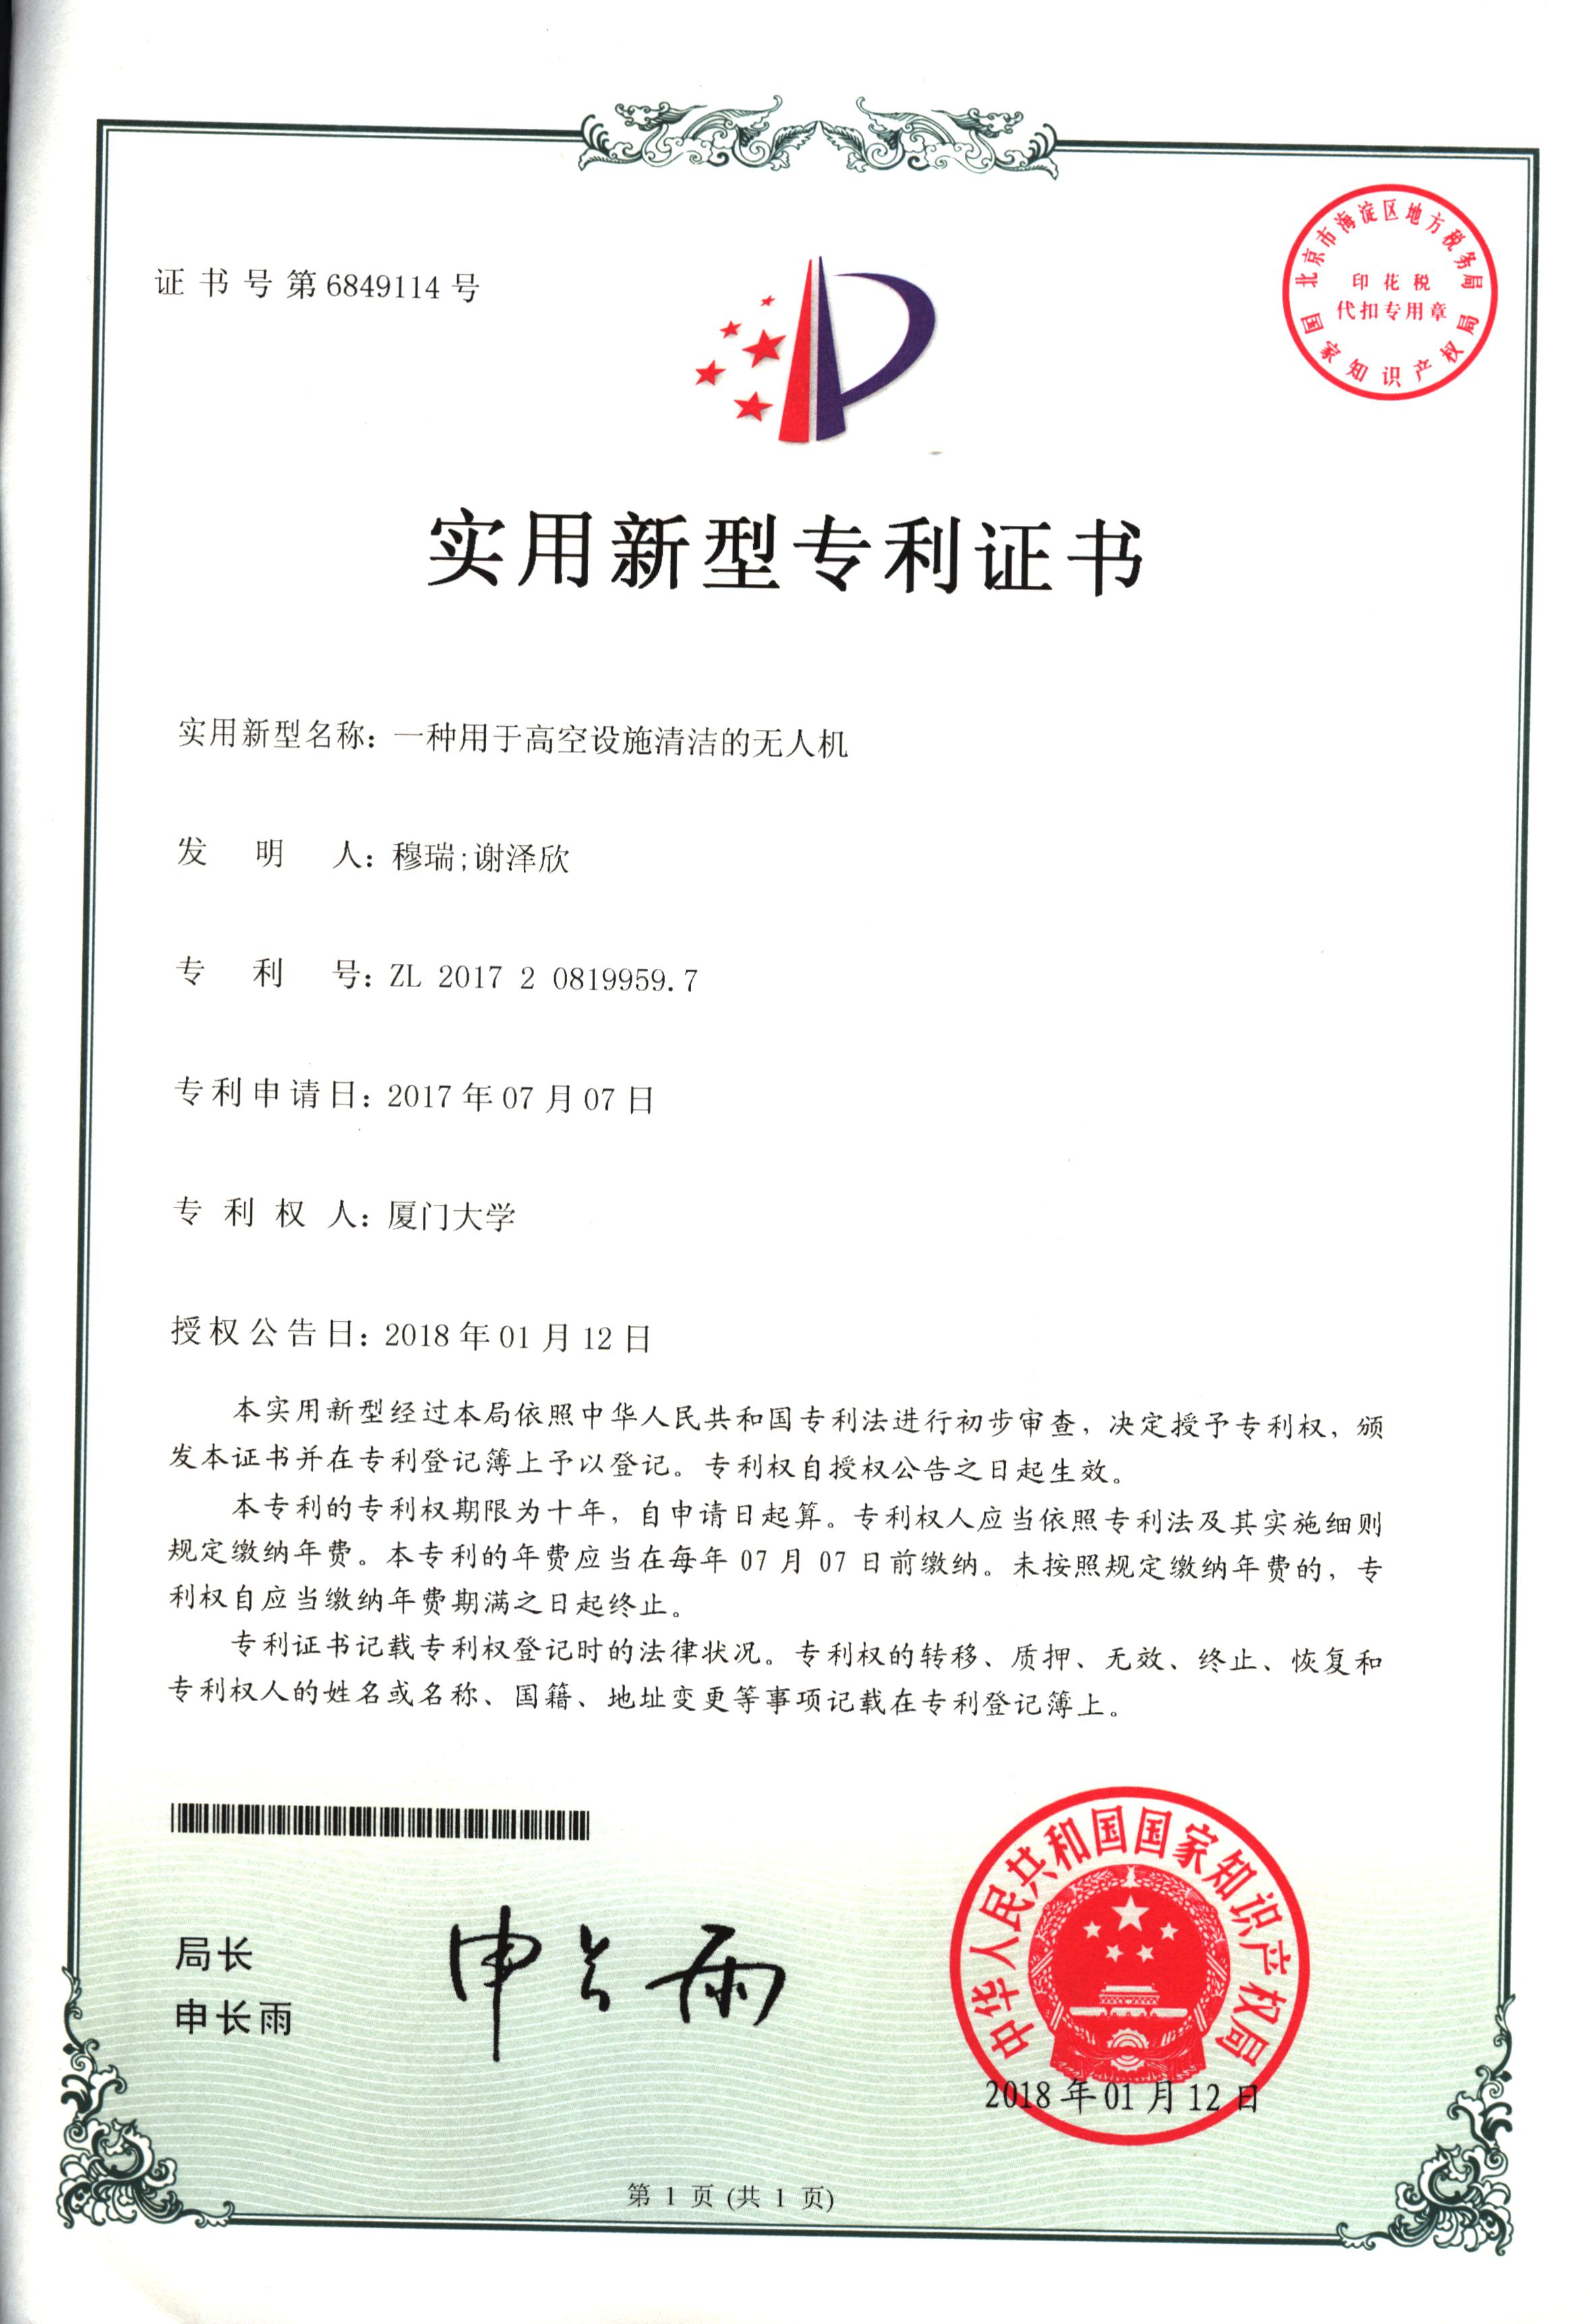 证书号第6849114号
北京市海淀区地方税务局
印花税
代扣专用章
国家知识产权局
实用新型专利证书
实用新型名称：一种用于高空设施清洁的无人机
发明人：穆瑞;谢泽欣
专利号：ZL 2017 2 0819959.7
专利申请日：2017年07月07日
专利权人：厦门大学
授权公告日：2018年01月12日
本实用新型经过本局依照中华人民共和国专利法进行初步审查，决定授予专利权，颁
发本证书并在专利登记簿上予以登记。专利权自授权公告之日起生效。
本专利的专利权期限为十年，自申请日起算。专利权人应当依照专利法及其实施细则
规定缴纳年费。本专利的年费应当在每年 07 月 07 日前缴纳。未按照规定缴纳年费的，专
利权自应当缴纳年费期满之日起终止。
专利证书记载专利权登记时的法律状况。专利权的转移、质押、无效、终止、恢复和
专利权人的姓名或名称、国籍、地址变更等事项记载在专利登记簿上。
局长
申长雨
申长雨
中华人民共和国国家知识产权局
2018年01月12日
第 1 页 (共 1 页)